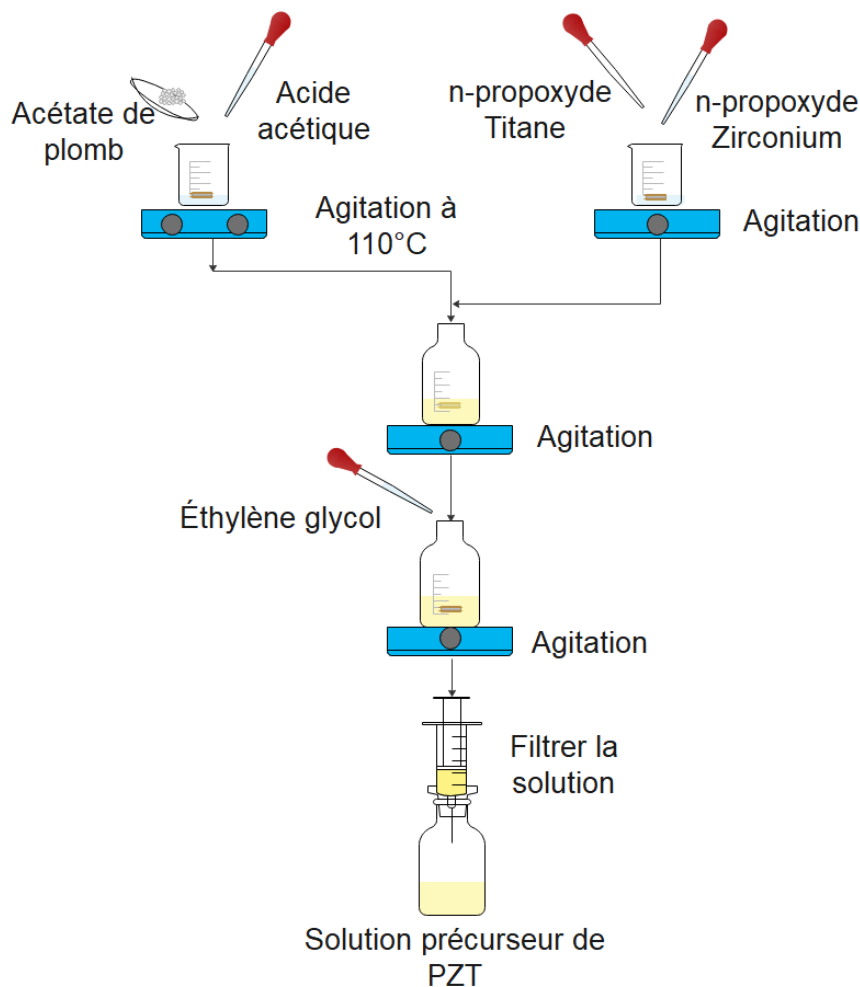 Acétate de
plomb
Acide
acétique
n-propoxyde
Titane
n-propoxyde
Zirconium
Agitation à
110°C
Agitation
Agitation
Éthylène glycol
Agitation
Filtrer la
solution
Solution précurseur de
PZT